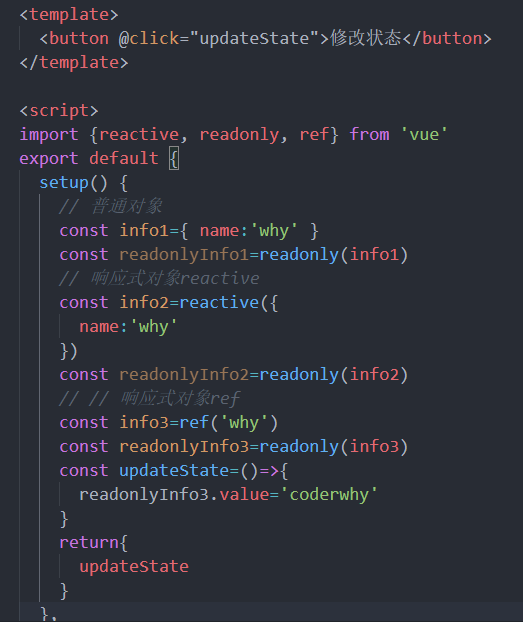 <template>
  <button @click="updateState">修改状态</button>
</template>

<script>
import {reactive, readonly, ref} from 'vue'
export default {
  setup() {
    // 普通对象
    const info1={ name:'why' }
    const readonlyInfo1=readonly(info1)
    // 响应式对象reactive
    const info2=reactive({
      name:'why'
    })
    const readonlyInfo2=readonly(info2)
    // // 响应式对象ref
    const info3=ref('why')
    const readonlyInfo3=readonly(info3)
    const updateState=()=>{
      readonlyInfo3.value='coderwhy'
    }
    return{
      updateState
    }
  },